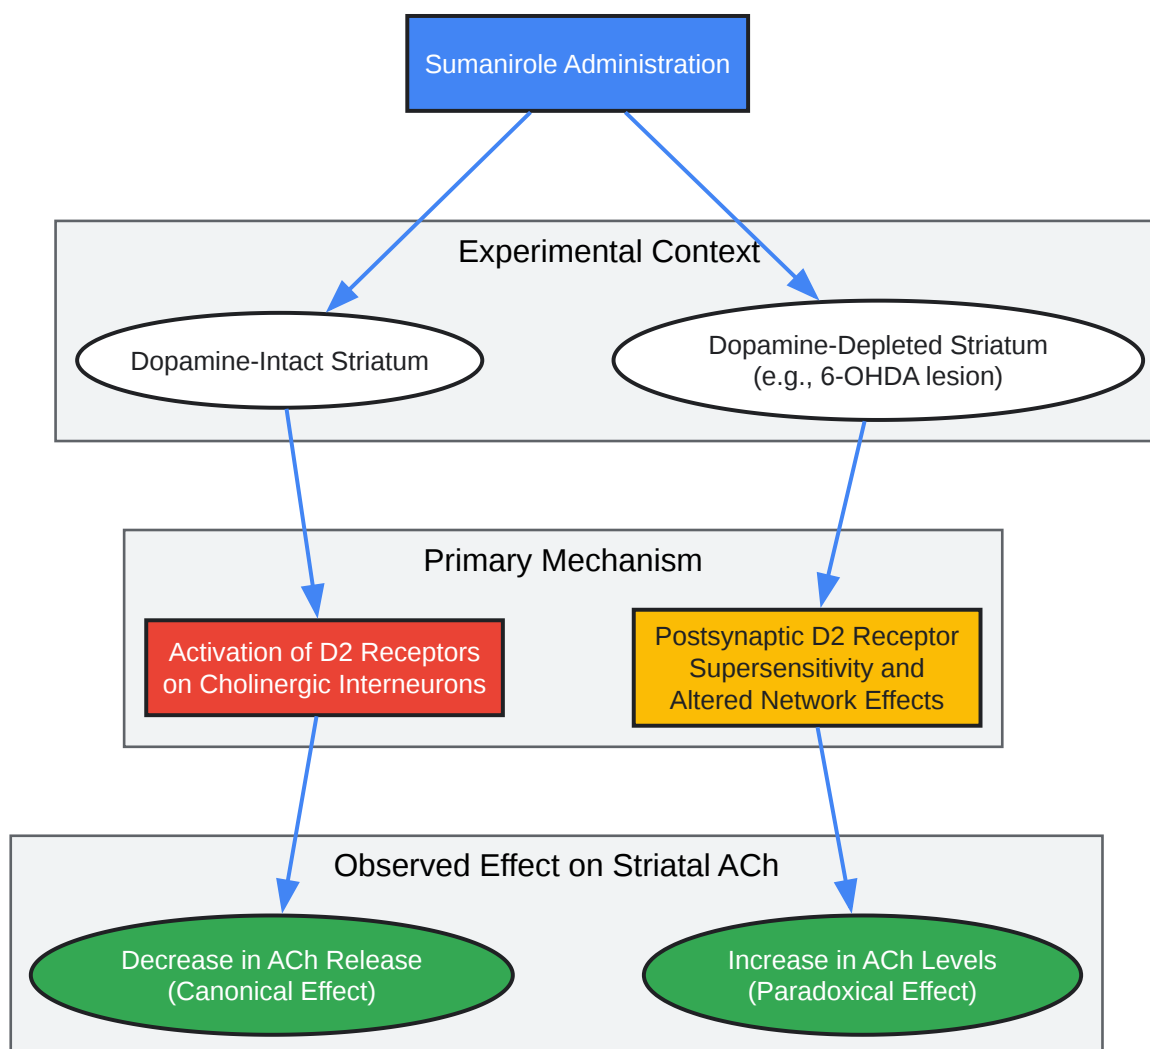 Sumanirole Administration
Experimental Context
Dopamine-Intact Striatum
Dopamine-Depleted Striatum
(e.g., 6-OHDA lesion)
Primary Mechanism
Activation of D2 Receptors
on Cholinergic Interneurons
Postsynaptic D2 Receptor
Supersensitivity and
Altered Network Effects
Observed Effect on Striatal ACh
Decrease in ACh Release
(Canonical Effect)
Increase in ACh Levels
(Paradoxical Effect)